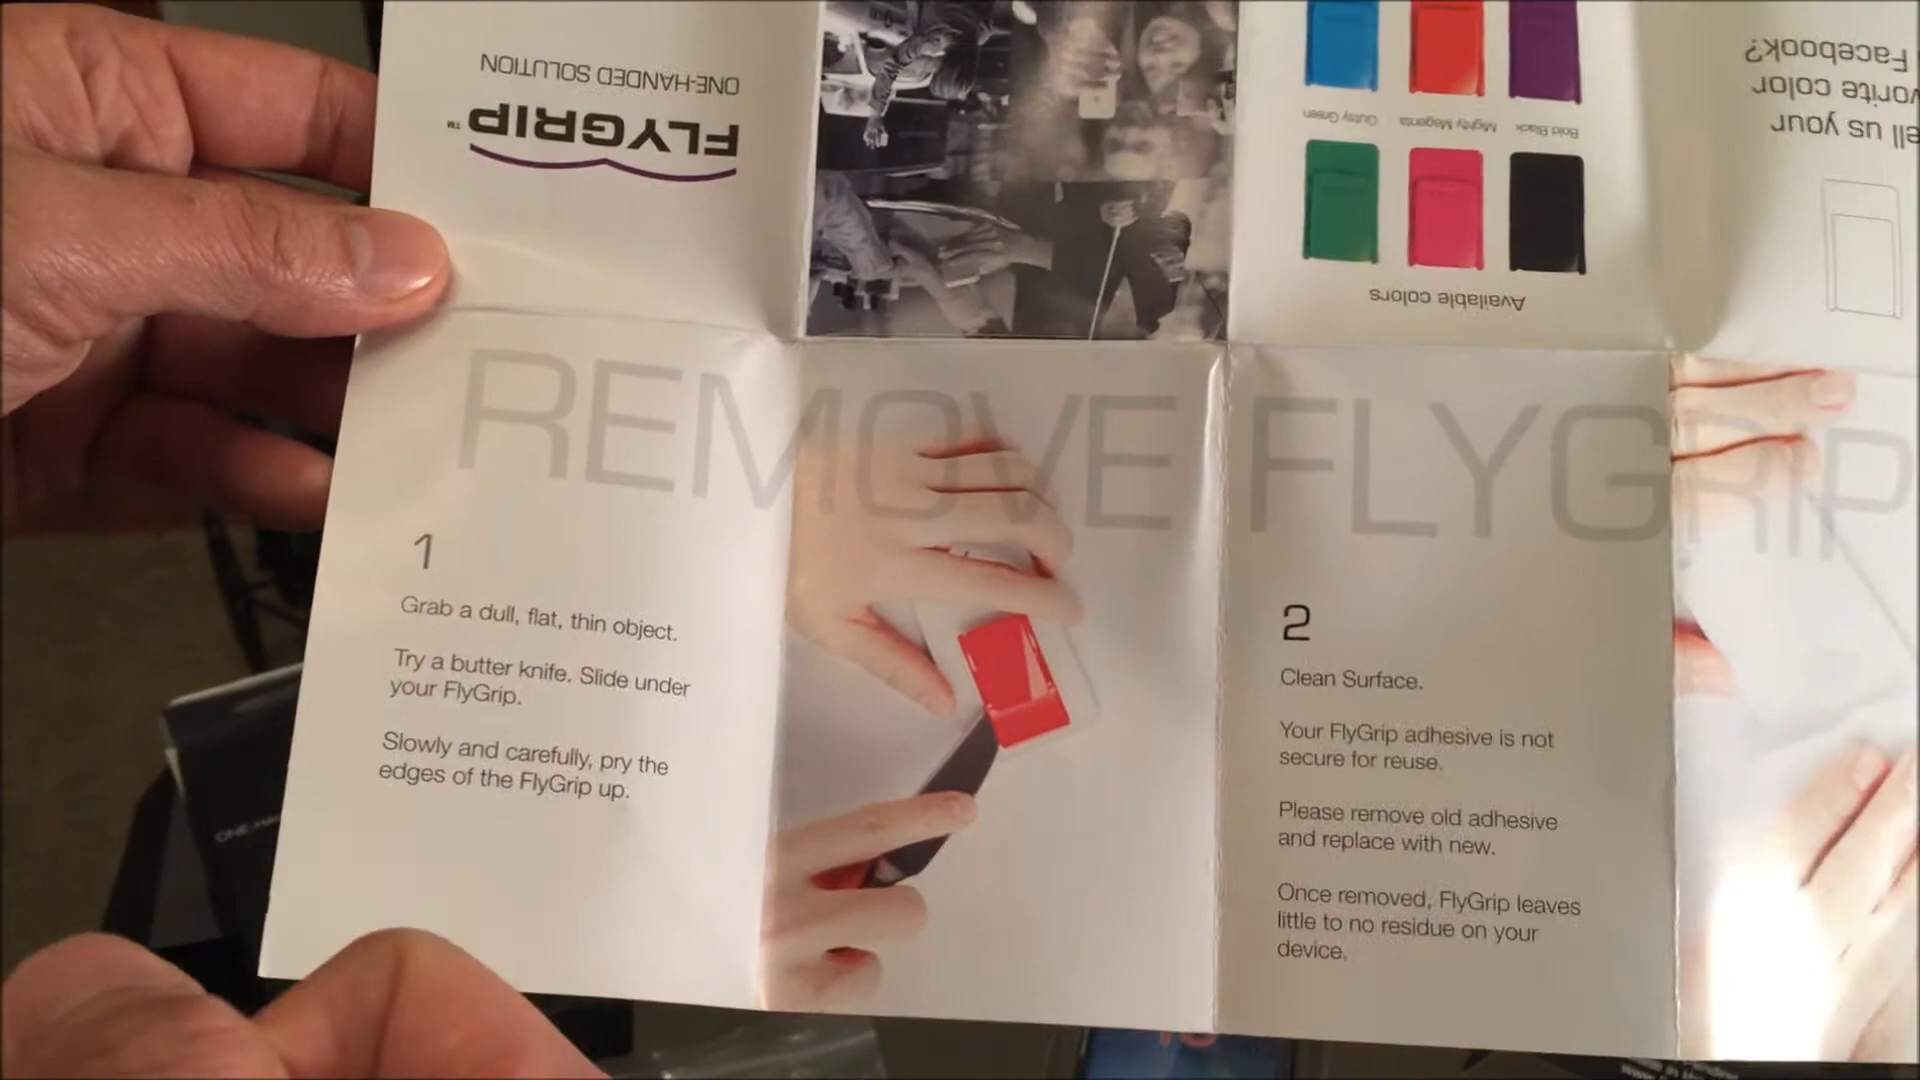 ONE-HANDED SOLUTION
FLYGRIP™
Gutsy Green
Mighty Magenta
Bold Black
Available colors
ell us your
vorite color
Facebook?
REMOVE FLYGRIP
1
Grab a dull, flat, thin object.
Try a butter knife. Slide under
your FlyGrip.
Slowly and carefully, pry the
edges of the FlyGrip up.
2
Clean Surface.
Your FlyGrip adhesive is not
secure for reuse.
Please remove old adhesive
and replace with new.
Once removed, FlyGrip leaves
little to no residue on your
device.
ONE-HA